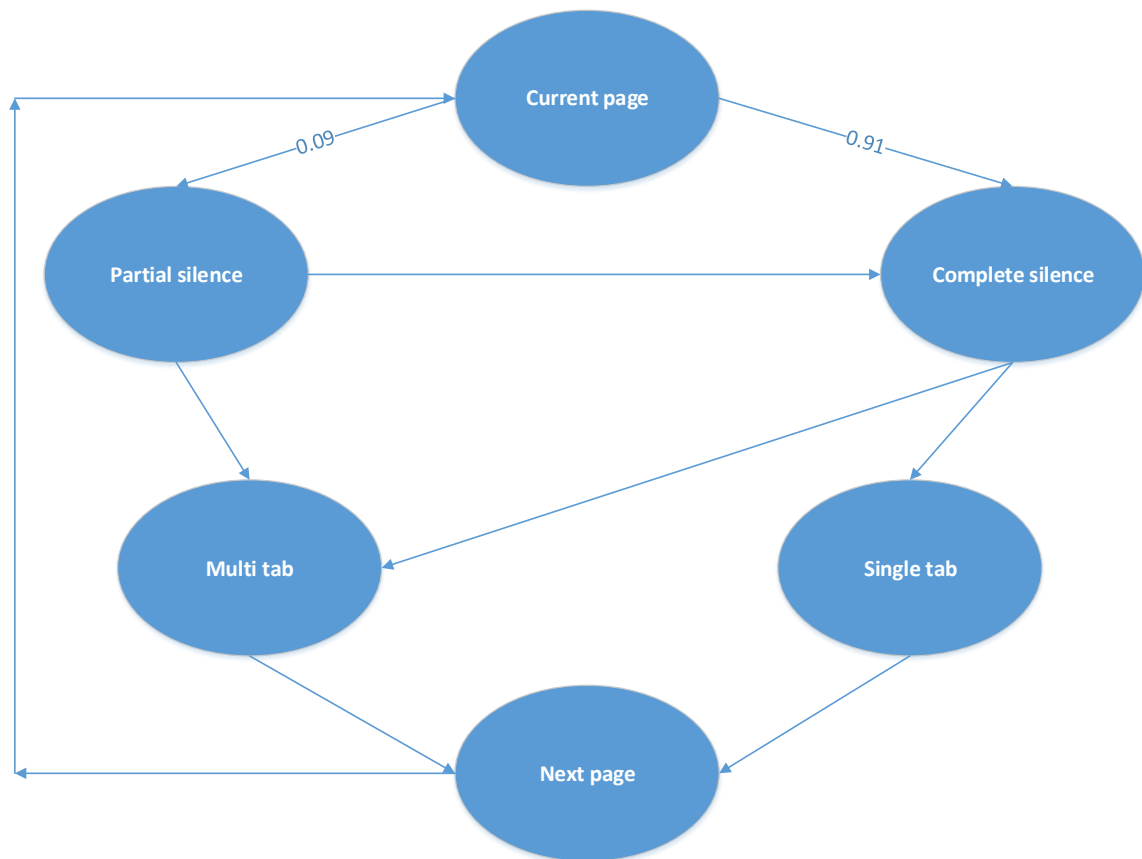 Current page
0.09
0.91
Partial silence
Complete silence
Multi tab
Single tab
Next page